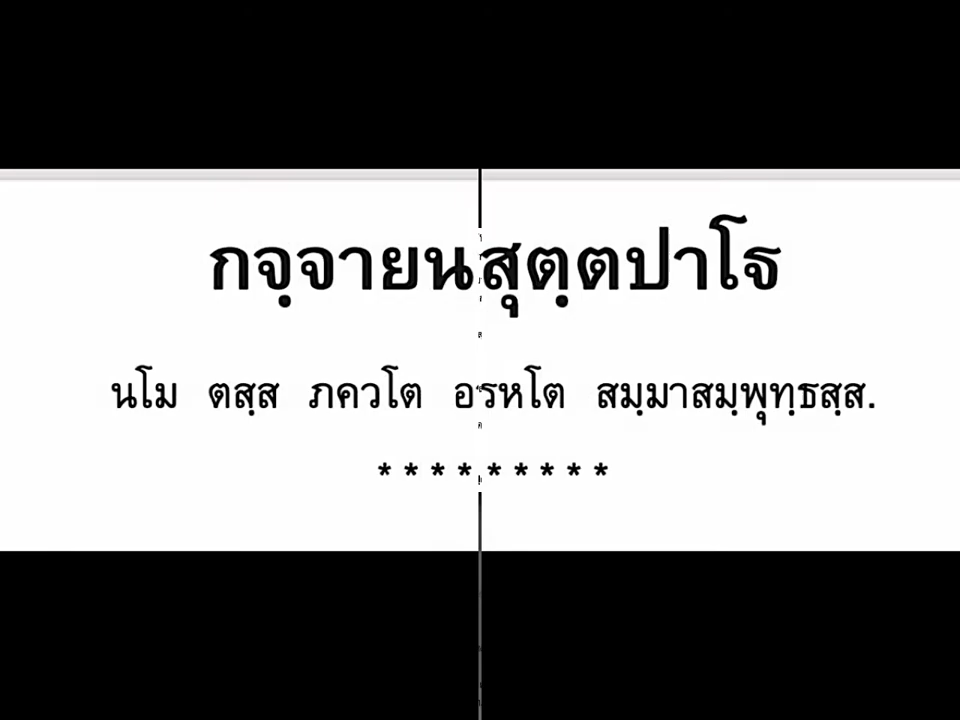 กจฺจายนสุตฺตปาโฐ
นโม ตสฺส ภควโต อรหโต สมฺมาสมฺพุทฺธสฺส.
* * * * * * * * *